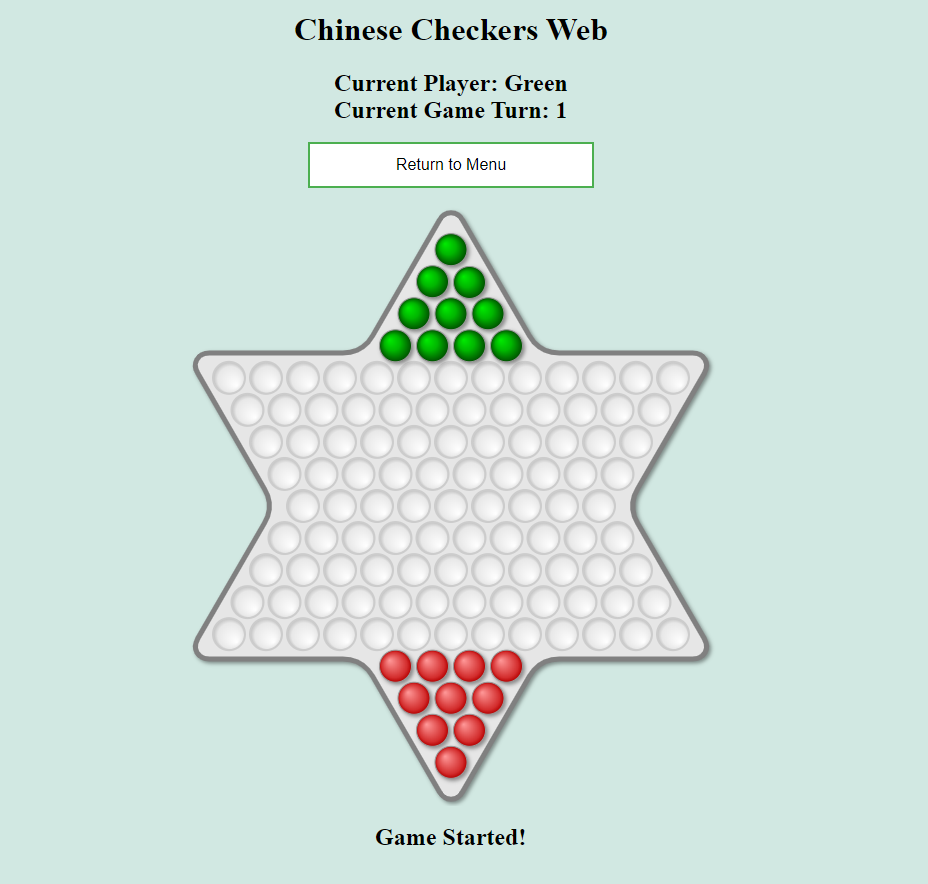 Chinese Checkers Web
Current Player: Green
Current Game Turn: 1
Return to Menu
Game Started!